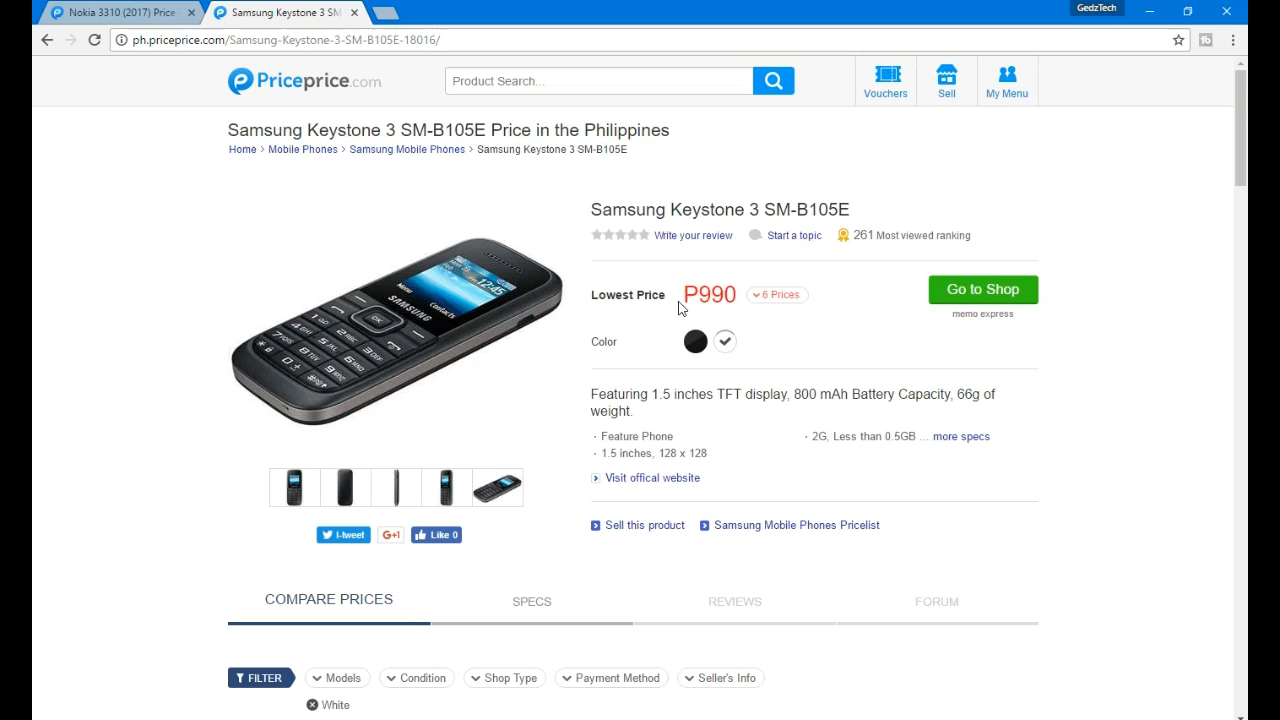 Nokia 3310 (2017) Price
Samsung Keystone 3 SM
GedzTech
ph.priceprice.com/Samsung-Keystone-3-SM-B105E-18016/
Priceprice.com
Product Search...
Vouchers
Sell
My Menu
Samsung Keystone 3 SM-B105E Price in the Philippines
Home > Mobile Phones > Samsung Mobile Phones > Samsung Keystone 3 SM-B105E
Samsung Keystone 3 SM-B105E
Write your review
Start a topic
261 Most viewed ranking
Lowest Price P990
6 Prices
Go to Shop
memo express
Color
Featuring 1.5 inches TFT display, 800 mAh Battery Capacity, 66g of
weight.
· Feature Phone
· 2G, Less than 0.5GB ... more specs
· 1.5 inches, 128 x 128
Visit offical website
Sell this product
Samsung Mobile Phones Pricelist
12:45
Menu
Contacts
SAMSUNG
OK
t-tweet
G+1
Like 0
COMPARE PRICES
SPECS
REVIEWS
FORUM
FILTER
Models
Condition
Shop Type
Payment Method
Seller's Info
White